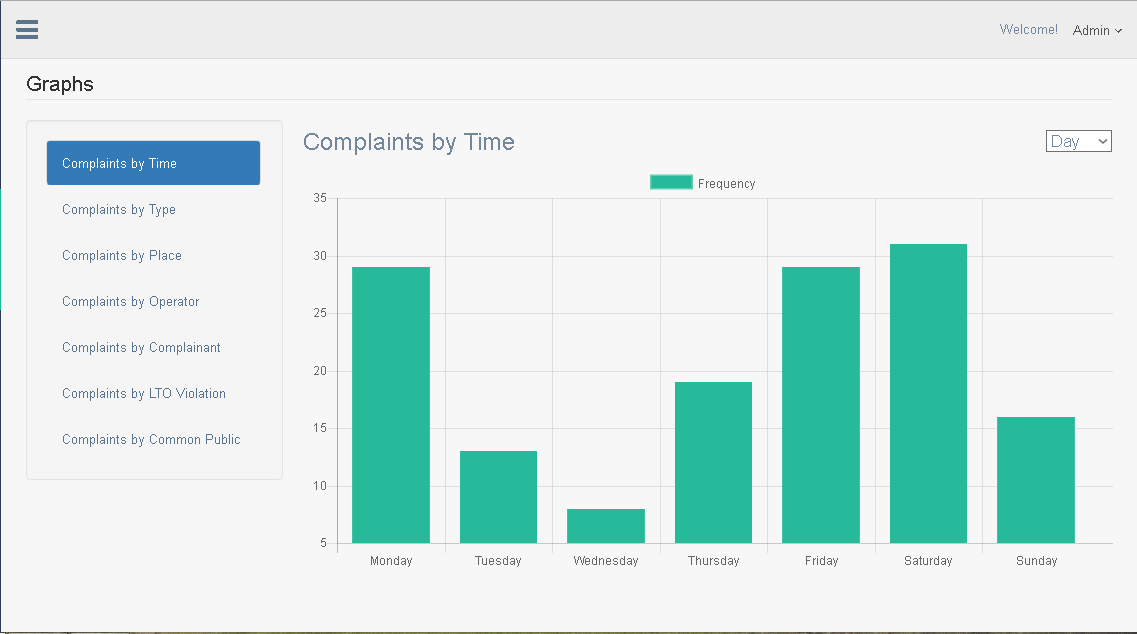 Welcome! Admin
Graphs
Complaints by Time
Complaints by Type
Complaints by Place
Complaints by Operator
Complaints by Complainant
Complaints by LTO Violation
Complaints by Common Public
Complaints by Time
Day
Frequency
35
30
25
20
15
10
5
Monday Tuesday Wednesday Thursday Friday Saturday Sunday